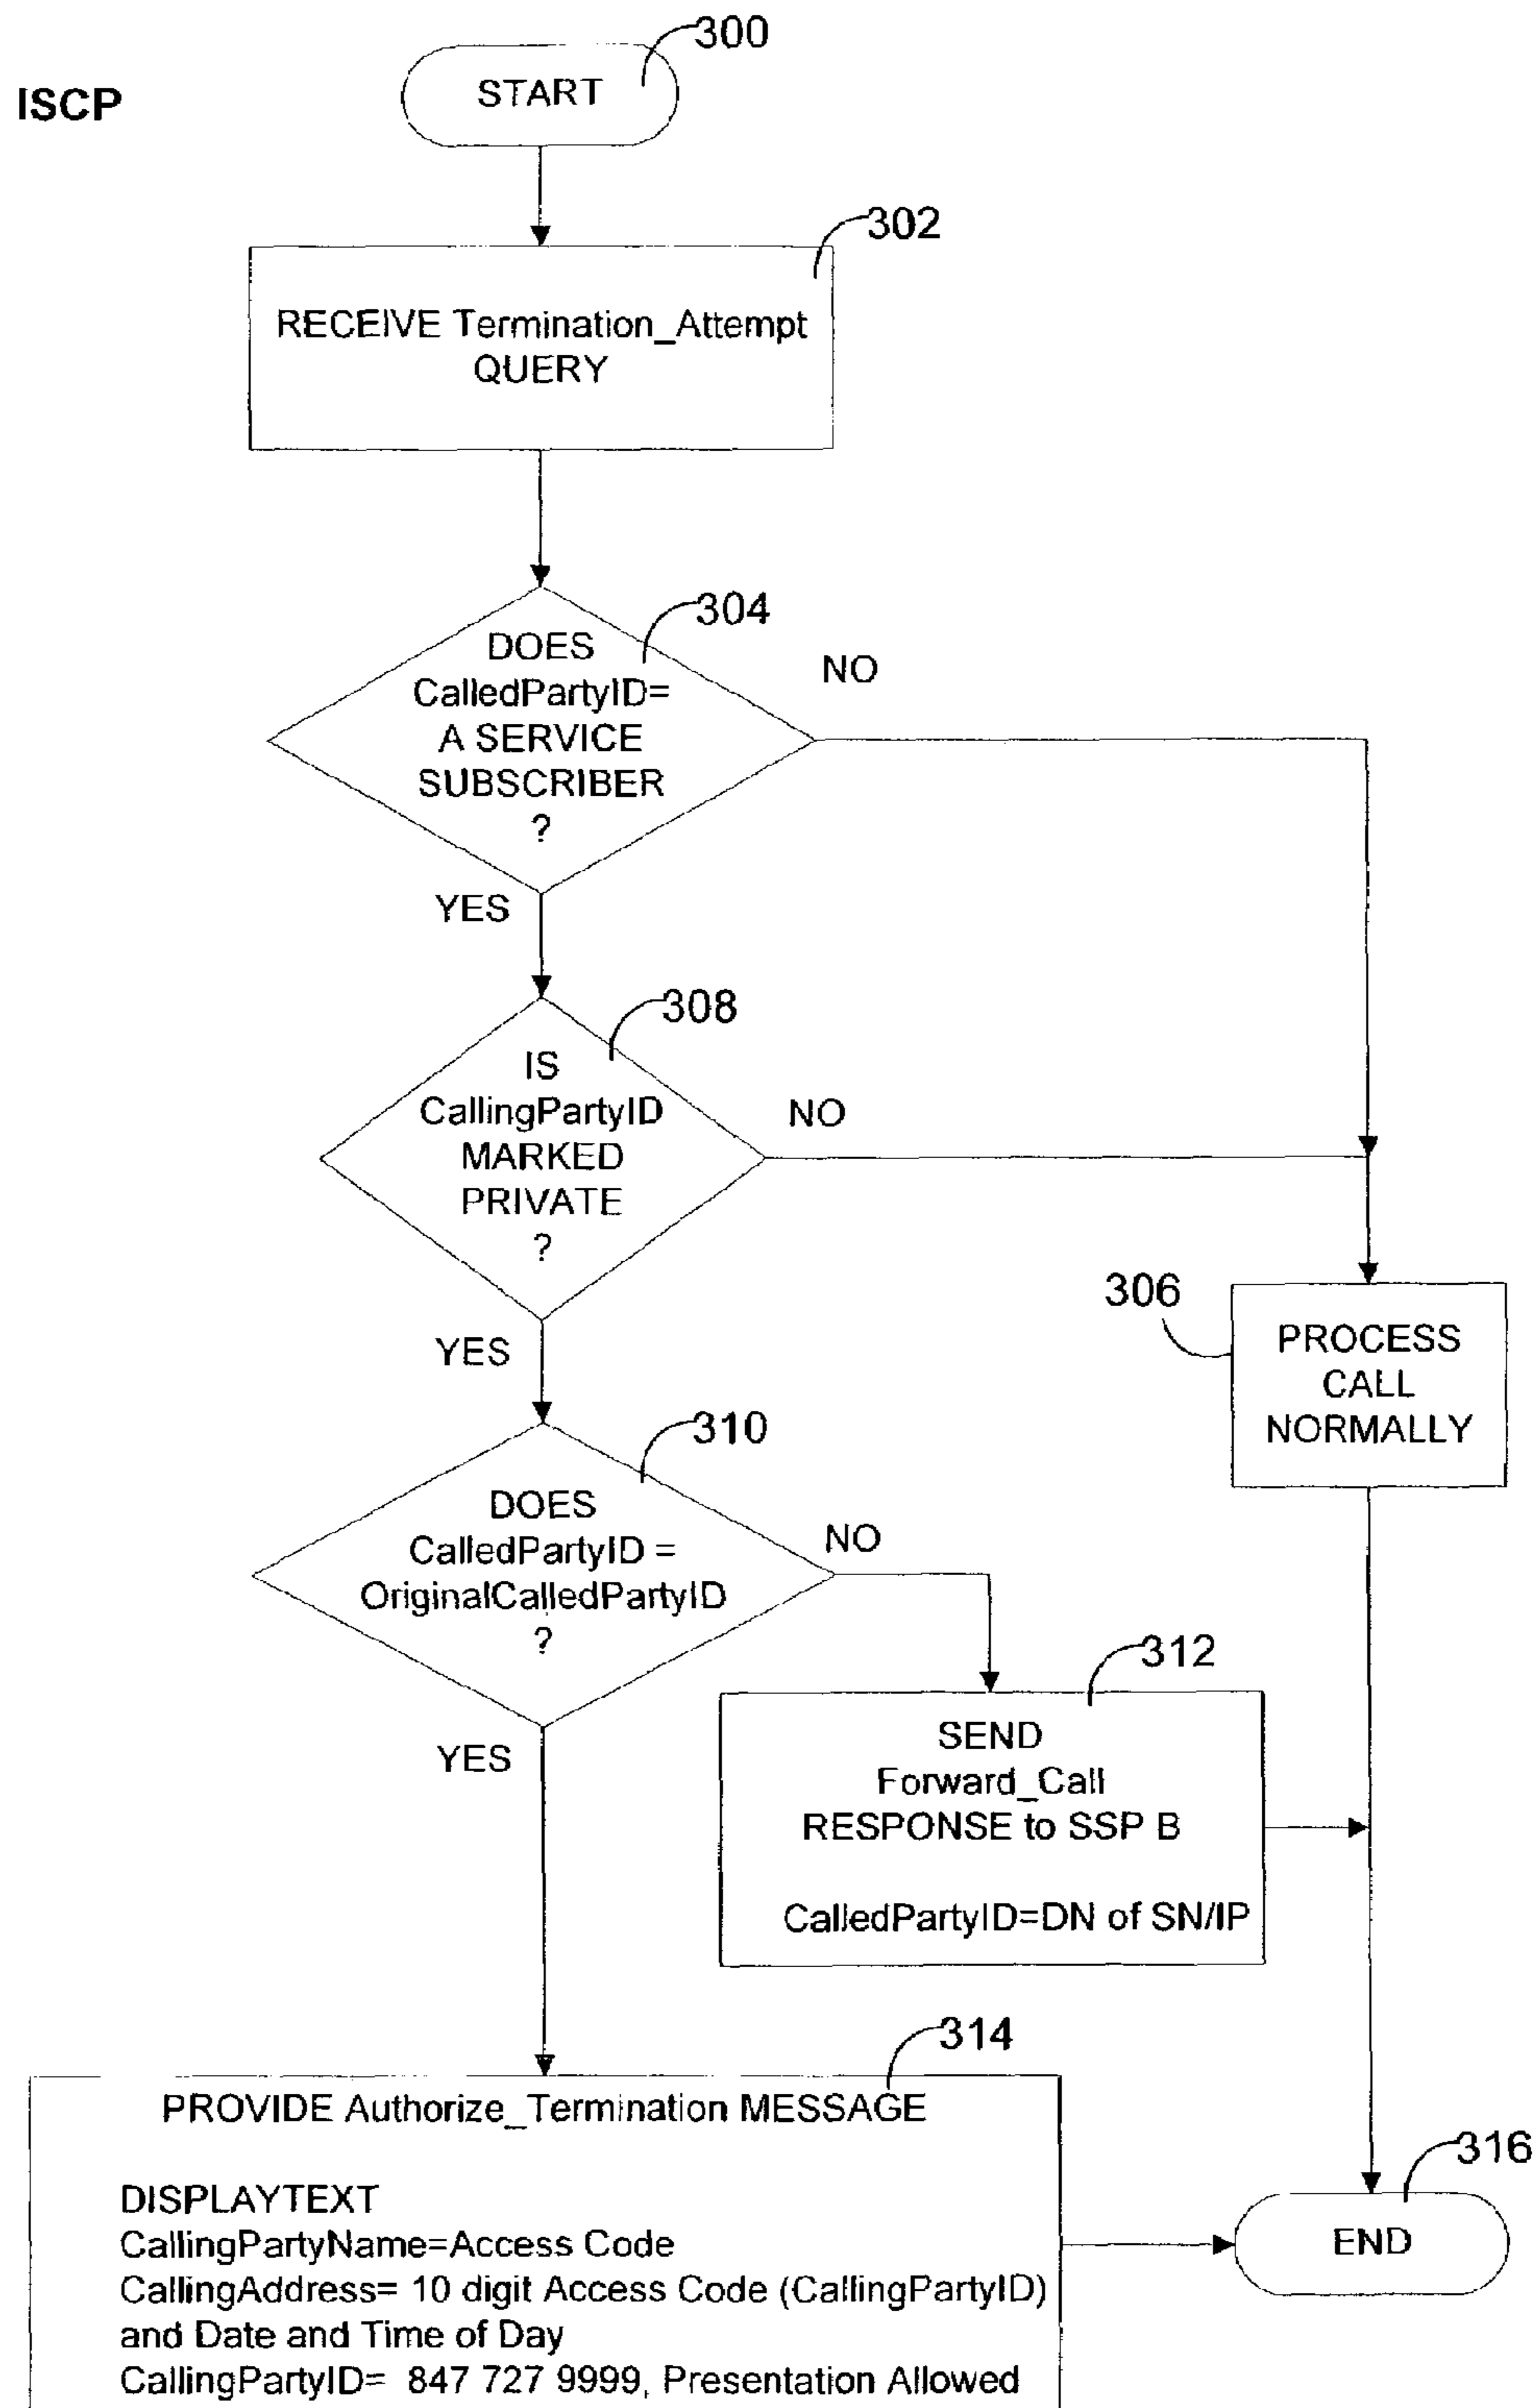 300
ISCP
START
302
RECEIVE Termination_Attempt
QUERY
304
DOES
CalledPartyID=
A SERVICE
SUBSCRIBER
?
NO
YES
308
IS
CallingPartyID
MARKED
PRIVATE
?
NO
YES
306
PROCESS
CALL
NORMALLY
310
DOES
CalledPartyID =
OriginalCalledPartyID
?
NO
YES
312
SEND
Forward_Call
RESPONSE to SSP B
CalledPartyID=DN of SN/IP
314
PROVIDE Authorize_Termination MESSAGE
DISPLAYTEXT
CallingPartyName=Access Code
CallingAddress= 10 digit Access Code (CallingPartyID)
and Date and Time of Day
CallingPartyID= 847 727 9999, Presentation Allowed
316
END